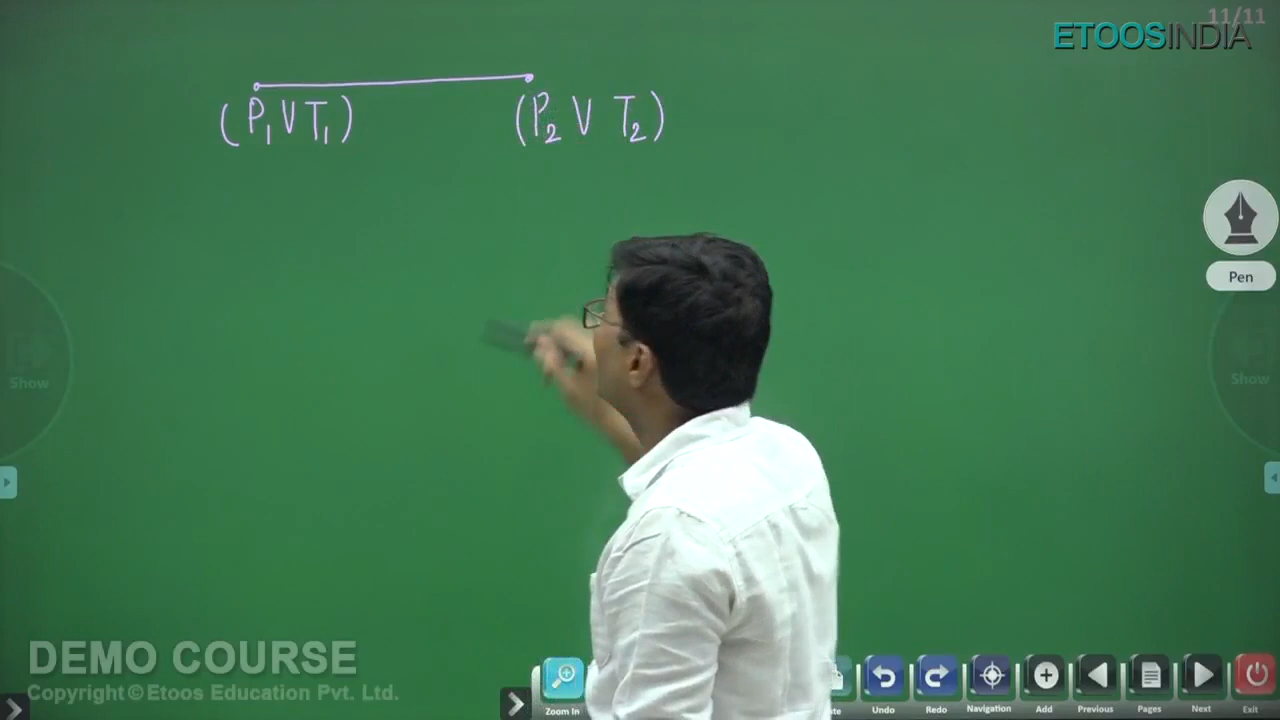 11/11
ETOOSINDIA
(P₁ V T₁) (P₂ V T₂)
Pen
Show
Show
DEMO COURSE
Copyright © Etoos Education Pvt. Ltd.
Zoom In
Undo
Redo
Navigation
Add
Previous
Pages
Next
Exit